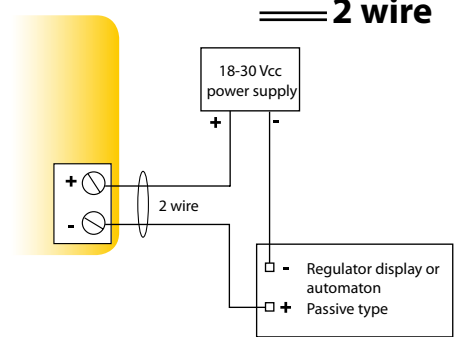 2 wire
18-30 Vcc
power supply
+ -
+
-
2 wire
- Regulator display or
automaton
+ Passive type